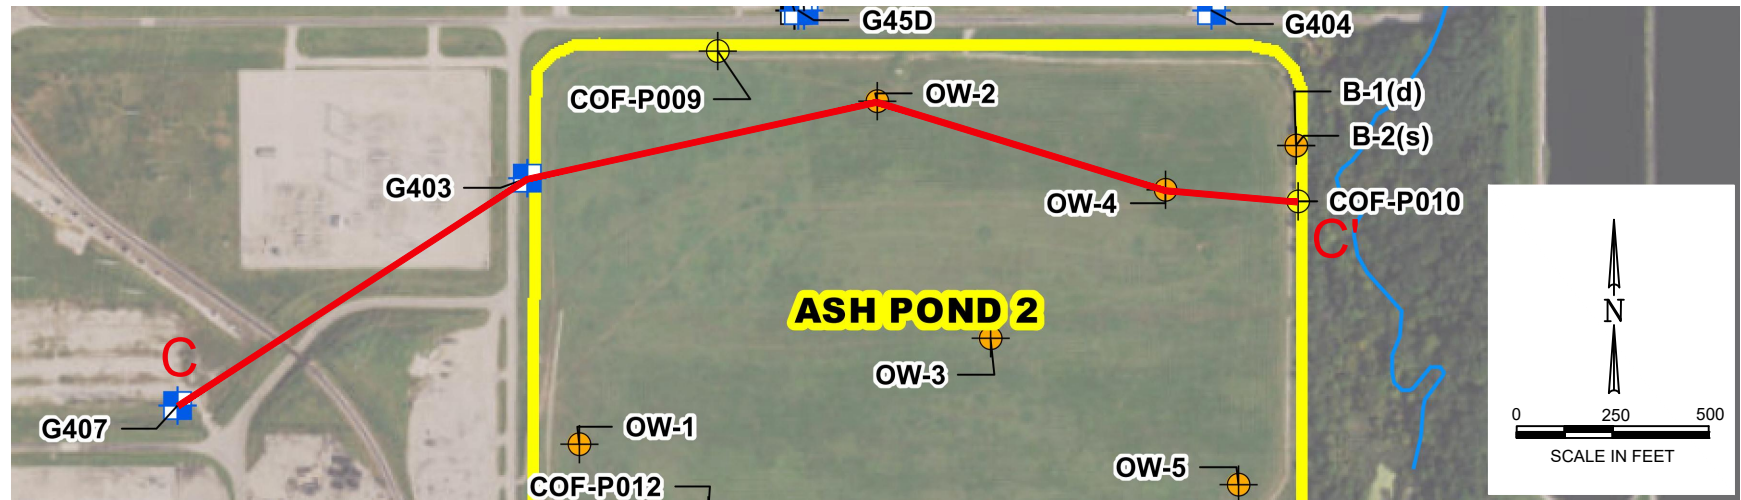 G45D
G404
COF-P009
OW-2
B-1(d)
B-2(s)
G403
OW-4
COF-P010
C'
ASH POND 2
C
OW-3
G407
OW-1
OW-5
COF-P012
N
0 250 500
SCALE IN FEET